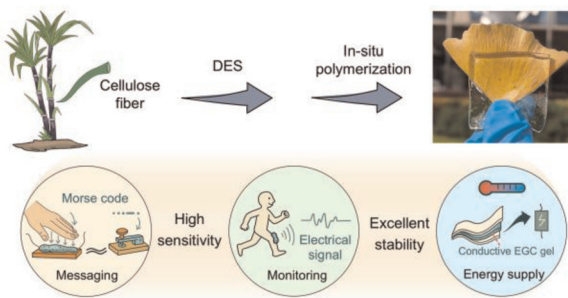 Cellulose
fiber
DES
In-situ
polymerization
Morse code
Messaging
High
sensitivity
Electrical
signal
Monitoring
Excellent
stability
Conductive EGC gel
Energy supply